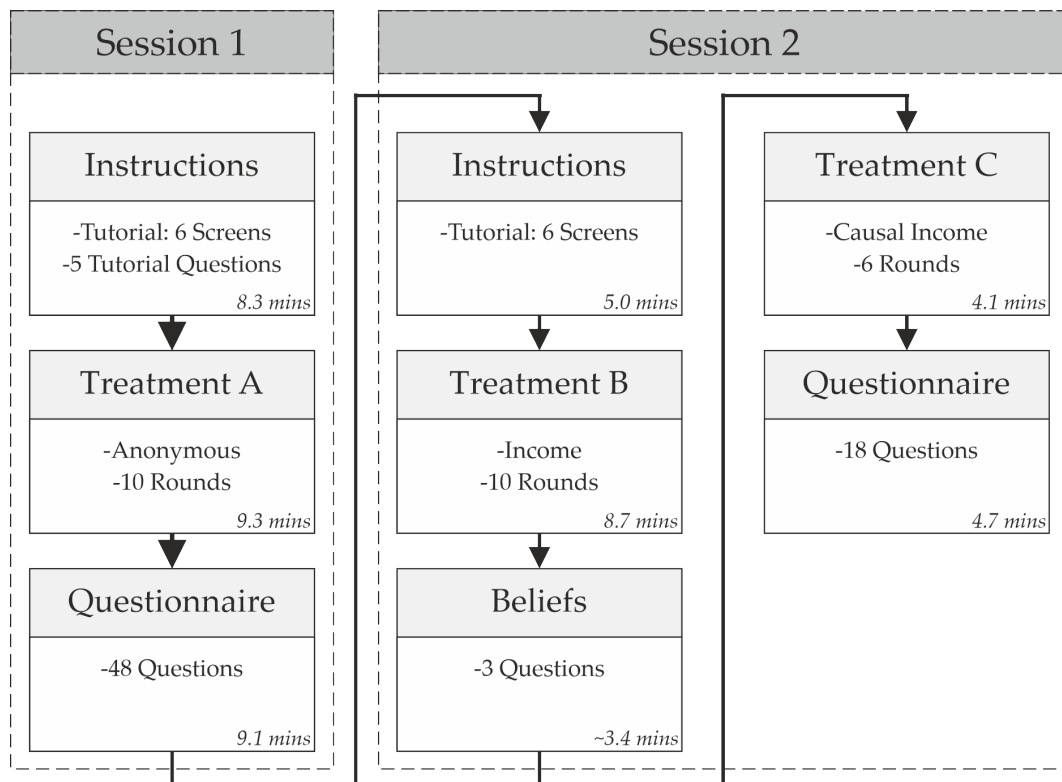 Session 1
Instructions
-Tutorial: 6 Screens
-5 Tutorial Questions
8.3 mins
Treatment A
-Anonymous
-10 Rounds
9.3 mins
Questionnaire
-48 Questions
9.1 mins
Session 2
Instructions
-Tutorial: 6 Screens
5.0 mins
Treatment B
-Income
-10 Rounds
8.7 mins
Beliefs
-3 Questions
~3.4 mins
Treatment C
-Causal Income
-6 Rounds
4.1 mins
Questionnaire
-18 Questions
4.7 mins